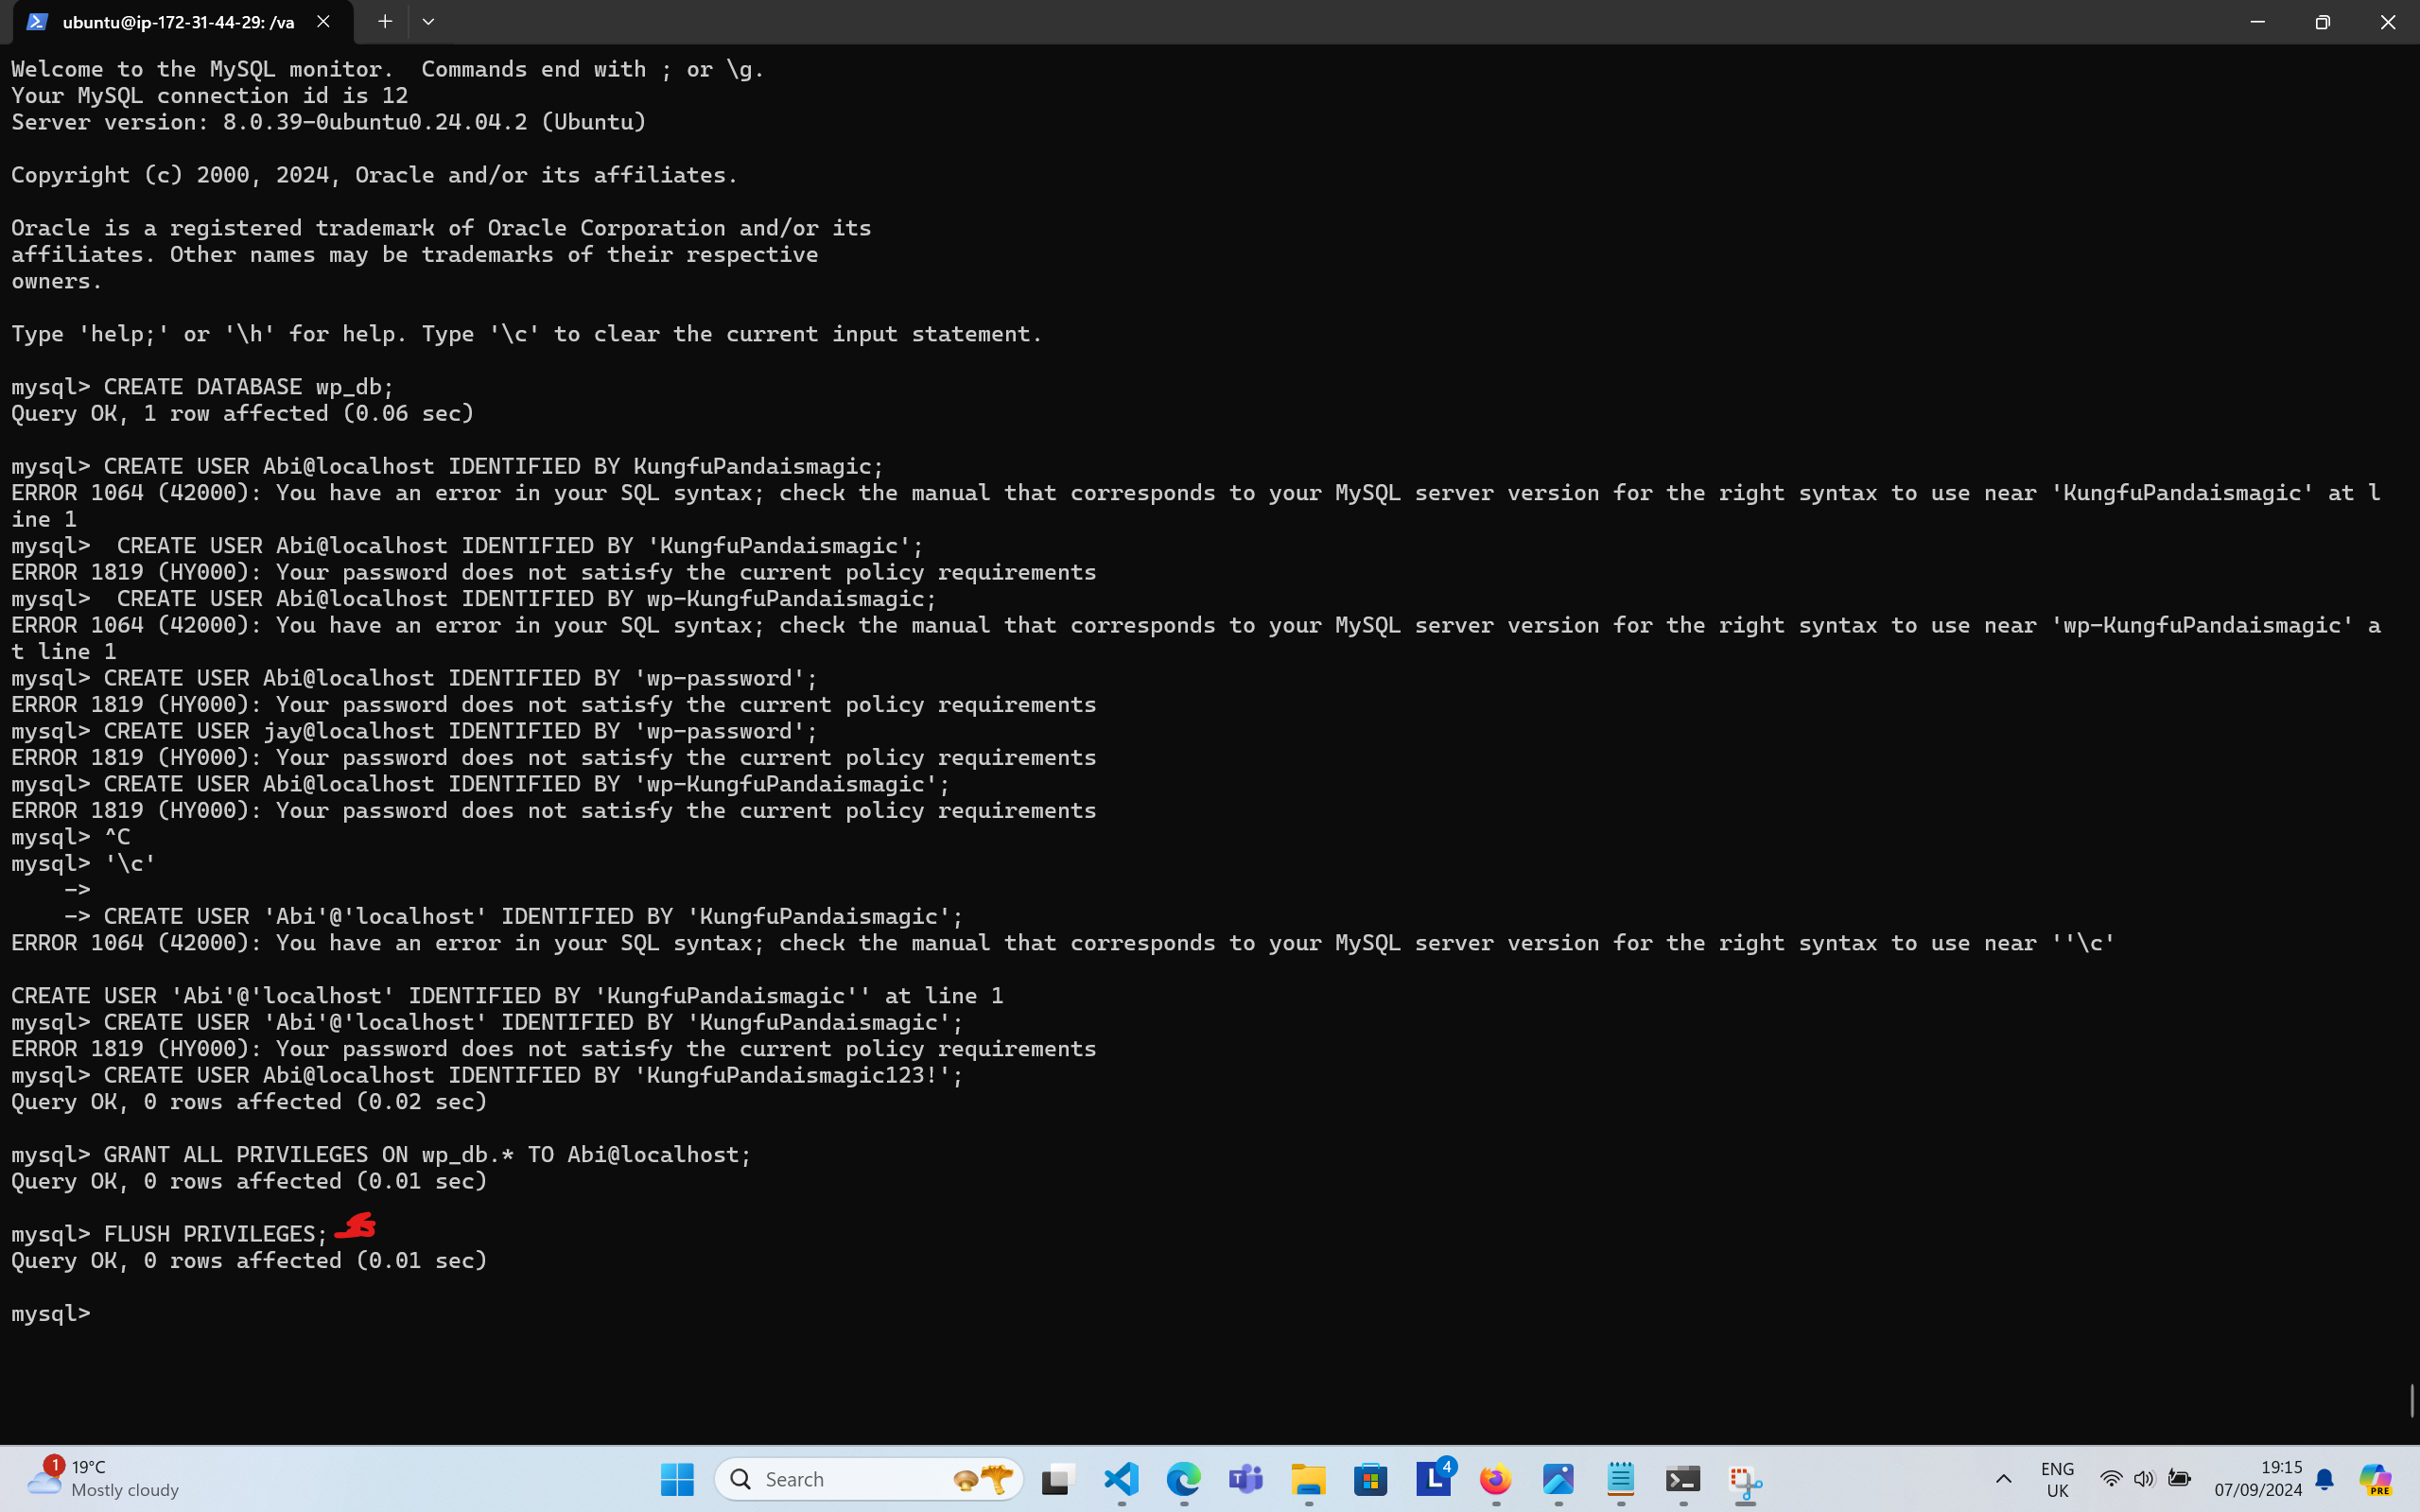 ubuntu@ip-172-31-44-29: /va
Welcome to the MySQL monitor.  Commands end with ; or \g.
Your MySQL connection id is 12
Server version: 8.0.39-0ubuntu0.24.04.2 (Ubuntu)
Copyright (c) 2000, 2024, Oracle and/or its affiliates.
Oracle is a registered trademark of Oracle Corporation and/or its
affiliates. Other names may be trademarks of their respective
owners.
Type 'help;' or '\h' for help. Type '\c' to clear the current input statement.
mysql> CREATE DATABASE wp_db;
Query OK, 1 row affected (0.06 sec)
mysql> CREATE USER Abi@localhost IDENTIFIED BY KungfuPandaismagic;
ERROR 1064 (42000): You have an error in your SQL syntax; check the manual that corresponds to your MySQL server version for the right syntax to use near 'KungfuPandaismagic' at l
ine 1
mysql>  CREATE USER Abi@localhost IDENTIFIED BY 'KungfuPandaismagic';
ERROR 1819 (HY000): Your password does not satisfy the current policy requirements
mysql>  CREATE USER Abi@localhost IDENTIFIED BY wp-KungfuPandaismagic;
ERROR 1064 (42000): You have an error in your SQL syntax; check the manual that corresponds to your MySQL server version for the right syntax to use near 'wp-KungfuPandaismagic' a
t line 1
mysql> CREATE USER Abi@localhost IDENTIFIED BY 'wp-password';
ERROR 1819 (HY000): Your password does not satisfy the current policy requirements
mysql> CREATE USER jay@localhost IDENTIFIED BY 'wp-password';
ERROR 1819 (HY000): Your password does not satisfy the current policy requirements
mysql> CREATE USER Abi@localhost IDENTIFIED BY 'wp-KungfuPandaismagic';
ERROR 1819 (HY000): Your password does not satisfy the current policy requirements
mysql> ^C
mysql> '\c'
    ->
    -> CREATE USER 'Abi'@'localhost' IDENTIFIED BY 'KungfuPandaismagic';
ERROR 1064 (42000): You have an error in your SQL syntax; check the manual that corresponds to your MySQL server version for the right syntax to use near ''\c'
CREATE USER 'Abi'@'localhost' IDENTIFIED BY 'KungfuPandaismagic'' at line 1
mysql> CREATE USER 'Abi'@'localhost' IDENTIFIED BY 'KungfuPandaismagic';
ERROR 1819 (HY000): Your password does not satisfy the current policy requirements
mysql> CREATE USER Abi@localhost IDENTIFIED BY 'KungfuPandaismagic123!';
Query OK, 0 rows affected (0.02 sec)
mysql> GRANT ALL PRIVILEGES ON wp_db.* TO Abi@localhost;
Query OK, 0 rows affected (0.01 sec)
mysql> FLUSH PRIVILEGES;
Query OK, 0 rows affected (0.01 sec)
mysql>
1
19°C
Mostly cloudy
Search
T
L
4
ENG
UK
19:15
07/09/2024
PRE